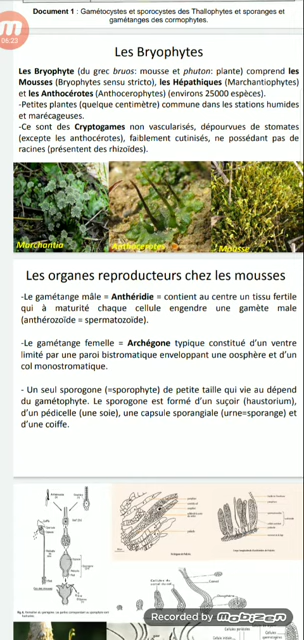 Document 1 : Gamétocystes et sporocystes des Thallophytes et sporanges et
gamétanges des cormophytes.
06:23
Les Bryophytes
Les Bryophyte (du grec bruos: mousse et phuton: plante) comprend les
Mousses (Bryophytes sensu stricto), les Hépathiques (Marchantiophytes)
et les Anthocérotes (Anthocerophytes) (environs 25000 espèces).
-Petites plantes (quelque centimètre) commune dans les stations humides
et marécageuses.
-Ce sont des Cryptogames non vascularisés, dépourvues de stomates
(excepte les anthocérotes), faiblement cutinisés, ne possédant pas de
racines (présentent des rhizoïdes).
Marchantia
Anthocerotes
Mousse
Les organes reproducteurs chez les mousses
-Le gamétange mâle = Anthéridie = contient au centre un tissu fertile
qui à maturité chaque cellule engendre une gamète male
(anthérozoïde = spermatozoïde).
-Le gamétange femelle = Archégone typique constitué d'un ventre
limité par une paroi bistromatique enveloppant une oosphère et d'un
col monostromatique.
- Un seul sporogone (=sporophyte) de petite taille qui vie au dépend
du gamétophyte. Le sporogone est formé d'un suçoir (haustorium),
d'un pédicelle (une soie), une capsule sporangiale (urne=sporange) et
d'une coiffe.
Recorded by Mobizen